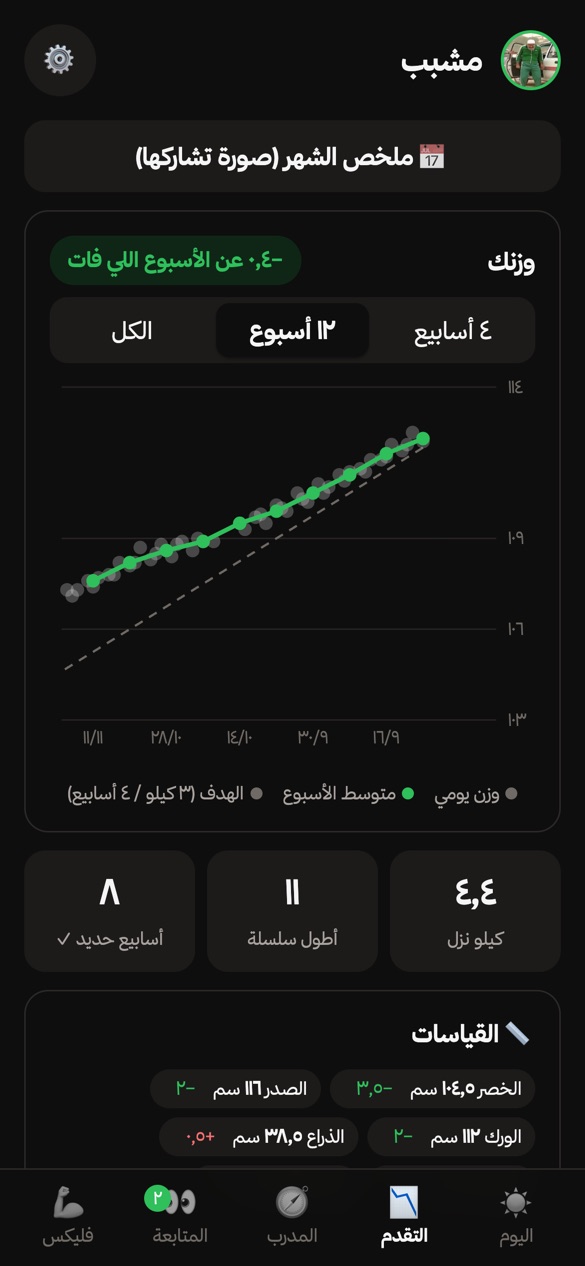 مشبب
ملخص الشهر (صورة تشاركها)
وزنك
−٠,٤ عن الأسبوع اللي فات
٤ أسابيع
١٢ أسبوع
الكل
١١٤
١٠٩
١٠٦
١٠٣
١٦/٩
٣٠/٩
١٤/١٠
٢٨/١٠
١١/١١
وزن يومي
متوسط الأسبوع
الهدف (٣ كيلو / ٤ أسابيع)
٤,٤
كيلو نزل
١١
أطول سلسلة
٨
أسابيع حديد ✓
القياسات
الخصر ١٠٤,٥ سم −٣,٥
الصدر ١١٦ سم −٢
الورك ١١٢ سم −٢
الذراع ٣٨,٥ سم +٠,٥
اليوم
التقدم
المدرب
المتابعة
٢
فليكس